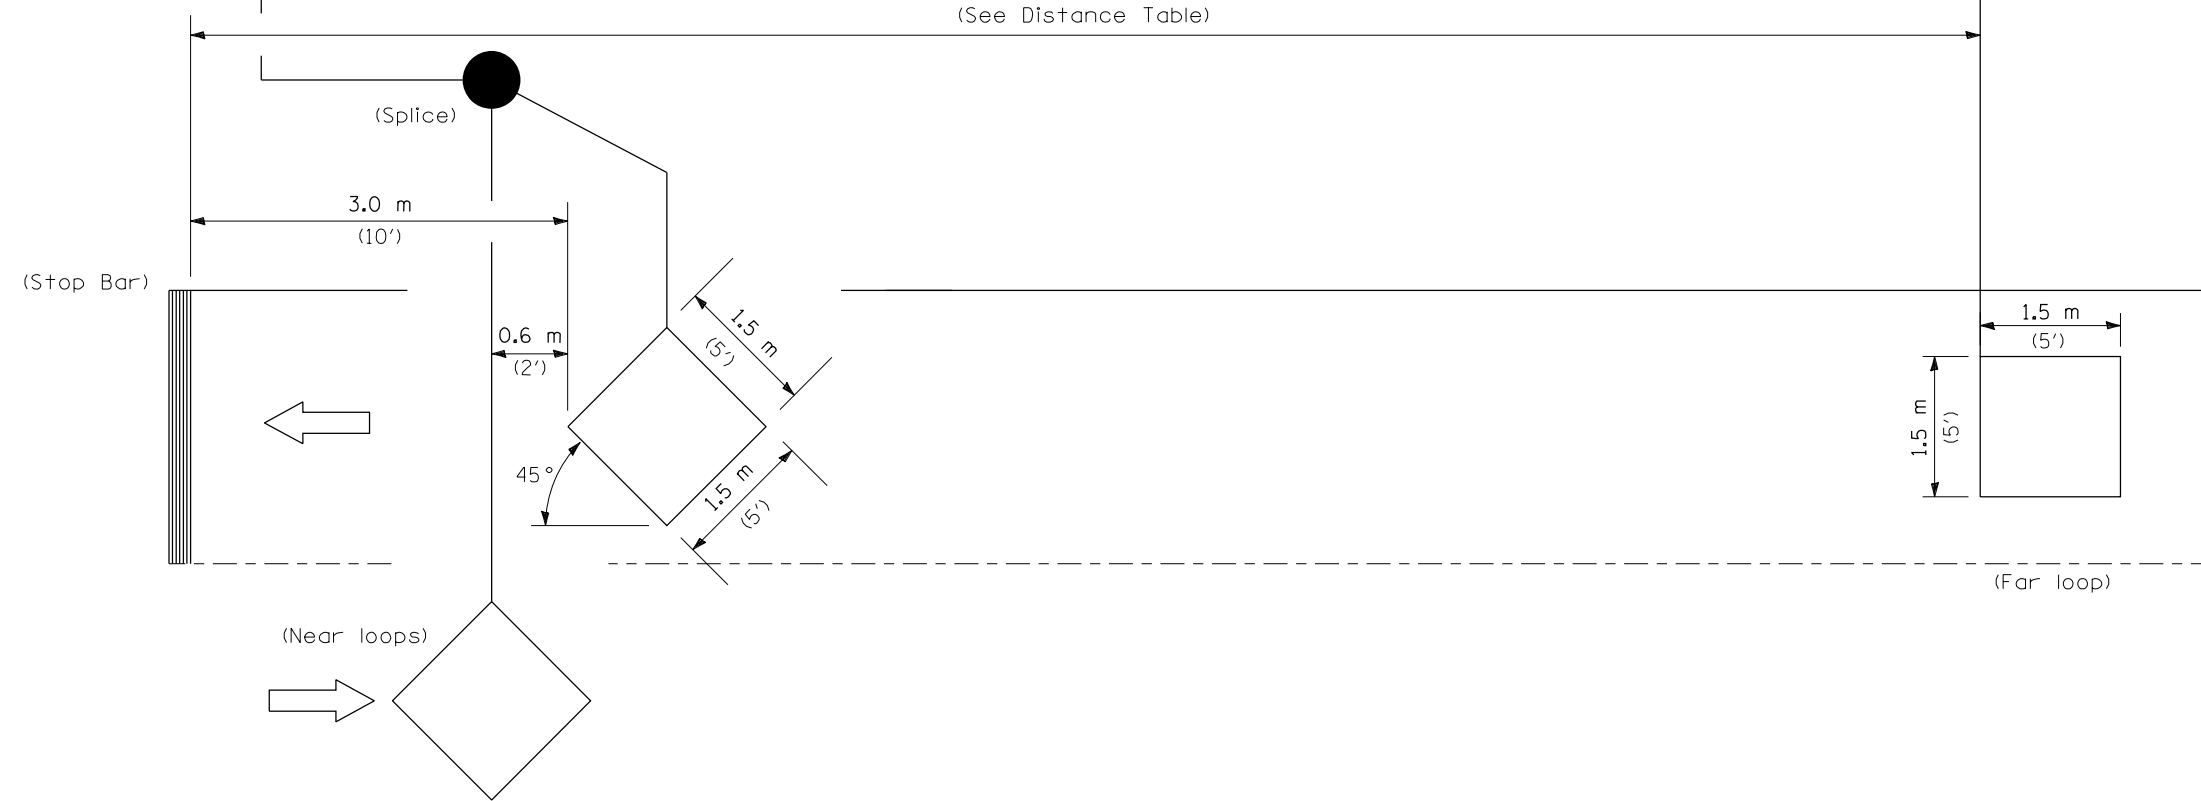 (See Distance Table)
(Splice)
3.0 m
(10')
(Stop Bar)
0.6 m
(2')
1.5 m
(5')
1.5 m
(5')
1.5 m
(5')
45°
1.5 m
(5')
(Far loop)
(Near loops)